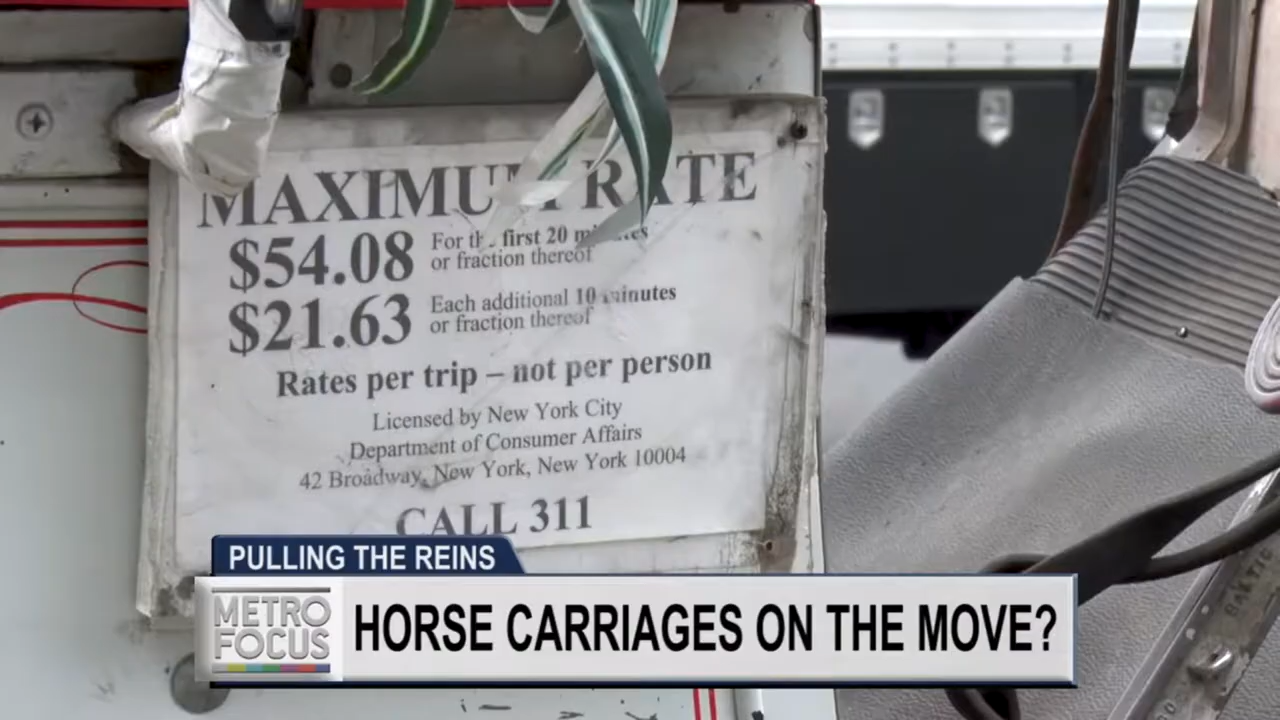 MAXIMUM RATE
$54.08 For the first 20 minutes
or fraction thereof
$21.63 Each additional 10 minutes
or fraction thereof
Rates per trip – not per person
Licensed by New York City
Department of Consumer Affairs
42 Broadway, New York, New York 10004
CALL 311
PULLING THE REINS
METRO
FOCUS
HORSE CARRIAGES ON THE MOVE?